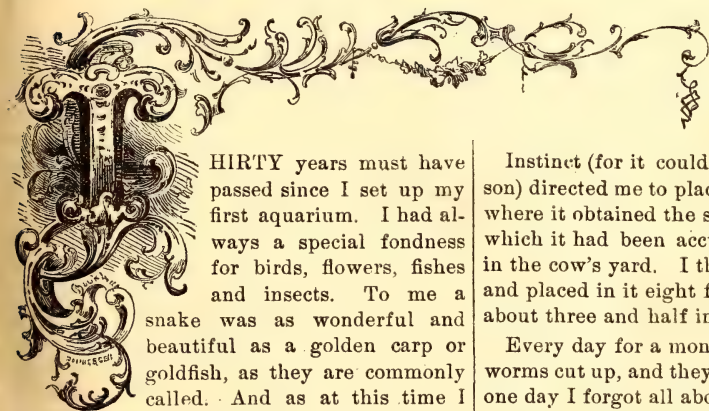 THIRTY years must have
passed since I set up my
first aquarium. I had al-
ways a special fondness
for birds, flowers, fishes
and insects. To me a
snake was as wonderful and
beautiful as a golden carp or
goldfish, as they are commonly
called. And as at this time I
Instinct (for it could
son) directed me to plac
where it obtained the s
which it had been acc
in the cow's yard. I th
and placed in it eight f
about three and half in
Every day for a mon
worms cut up, and they
one day I forgot all abo